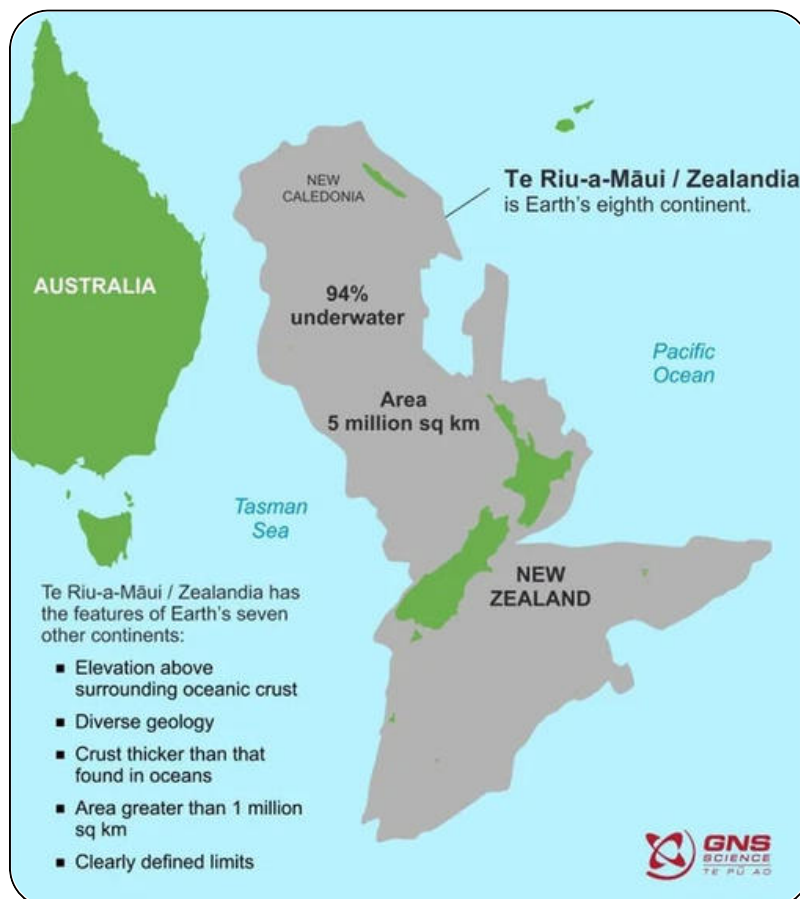 Te Riu-a-Māui / Zealandia
is Earth's eighth continent.
NEW
CALEDONIA
AUSTRALIA
94%
underwater
Pacific
Ocean
Area
5 million sq km
Tasman
Sea
NEW
ZEALAND
Te Riu-a-Māui / Zealandia has
the features of Earth's seven
other continents:
▪ Elevation above
surrounding oceanic crust
▪ Diverse geology
▪ Crust thicker than that
found in oceans
▪ Area greater than 1 million
sq km
▪ Clearly defined limits
GNS
SCIENCE
TE PŪ AO